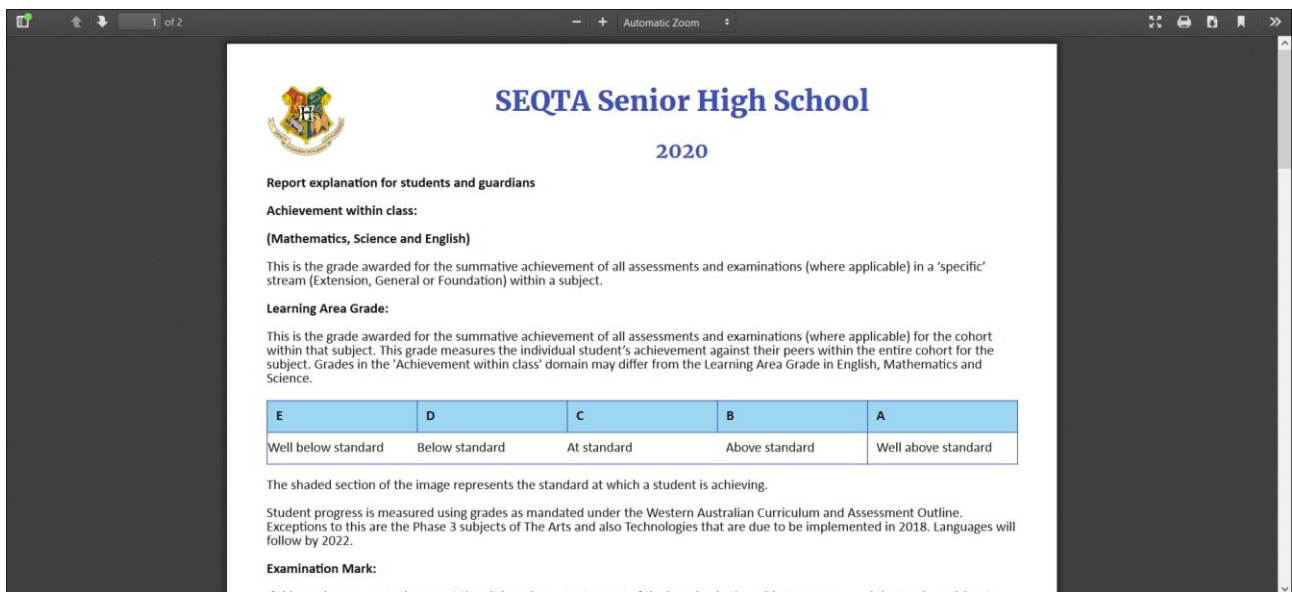 1 of 2
Automatic Zoom
SEQTA Senior High School
2020
Report explanation for students and guardians
Achievement within class:
(Mathematics, Science and English)
This is the grade awarded for the summative achievement of all assessments and examinations (where applicable) in a ‘specific’
stream (Extension, General or Foundation) within a subject.
Learning Area Grade:
This is the grade awarded for the summative achievement of all assessments and examinations (where applicable) for the cohort
within that subject. This grade measures the individual student’s achievement against their peers within the entire cohort for the
subject. Grades in the 'Achievement within class' domain may differ from the Learning Area Grade in English, Mathematics and
Science.
E D C B A
Well below standard Below standard At standard Above standard Well above standard
The shaded section of the image represents the standard at which a student is achieving.
Student progress is measured using grades as mandated under the Western Australian Curriculum and Assessment Outline.
Exceptions to this are the Phase 3 subjects of The Arts and also Technologies that are due to be implemented in 2018. Languages will
follow by 2022.
Examination Mark: